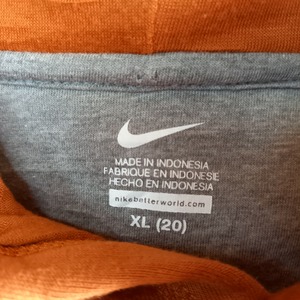 MADE IN INDONESIA
FABRIQUE EN INDONESIE
HECHO EN INDONESIA
nikebetterworld.com
XL (20)